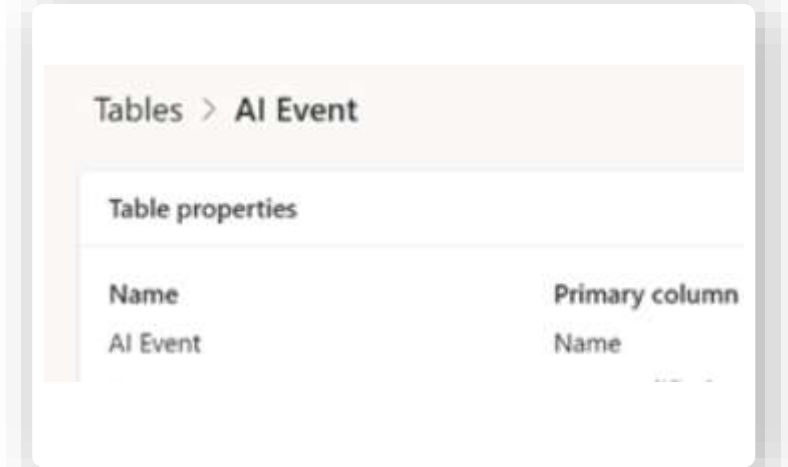 Tables > AI Event
Table properties
Name Primary column
AI Event Name